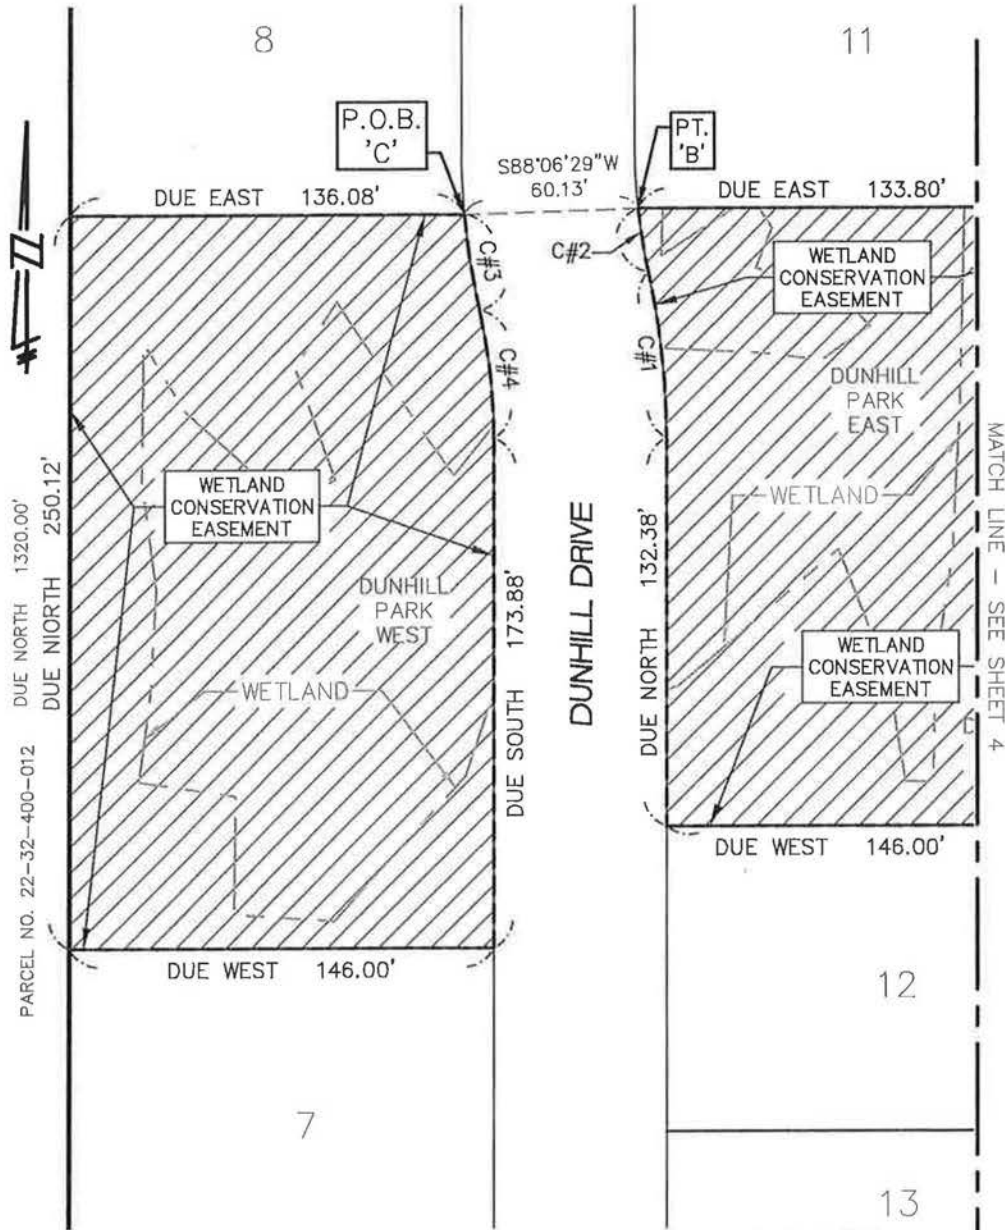 8
11
P.O.B.
'C'
PT.
'B'
S88°06'29"W
60.13'
DUE EAST 136.08'
DUE EAST 133.80'
C#2
C#3
C#4
C#1
WETLAND
CONSERVATION
EASEMENT
DUNHILL
PARK
EAST
N
WETLAND
CONSERVATION
EASEMENT
WETLAND
DUNHILL
PARK
WEST
WETLAND
WETLAND
CONSERVATION
EASEMENT
PARCEL NO. 22-32-400-012 DUE NORTH 1320.00'
DUE NIORTH 250.12'
DUE SOUTH 173.88'
DUNHILL DRIVE
DUE NORTH 132.38'
MATCH LINE - SEE SHEET 4
DUE WEST 146.00'
DUE WEST 146.00'
12
7
13